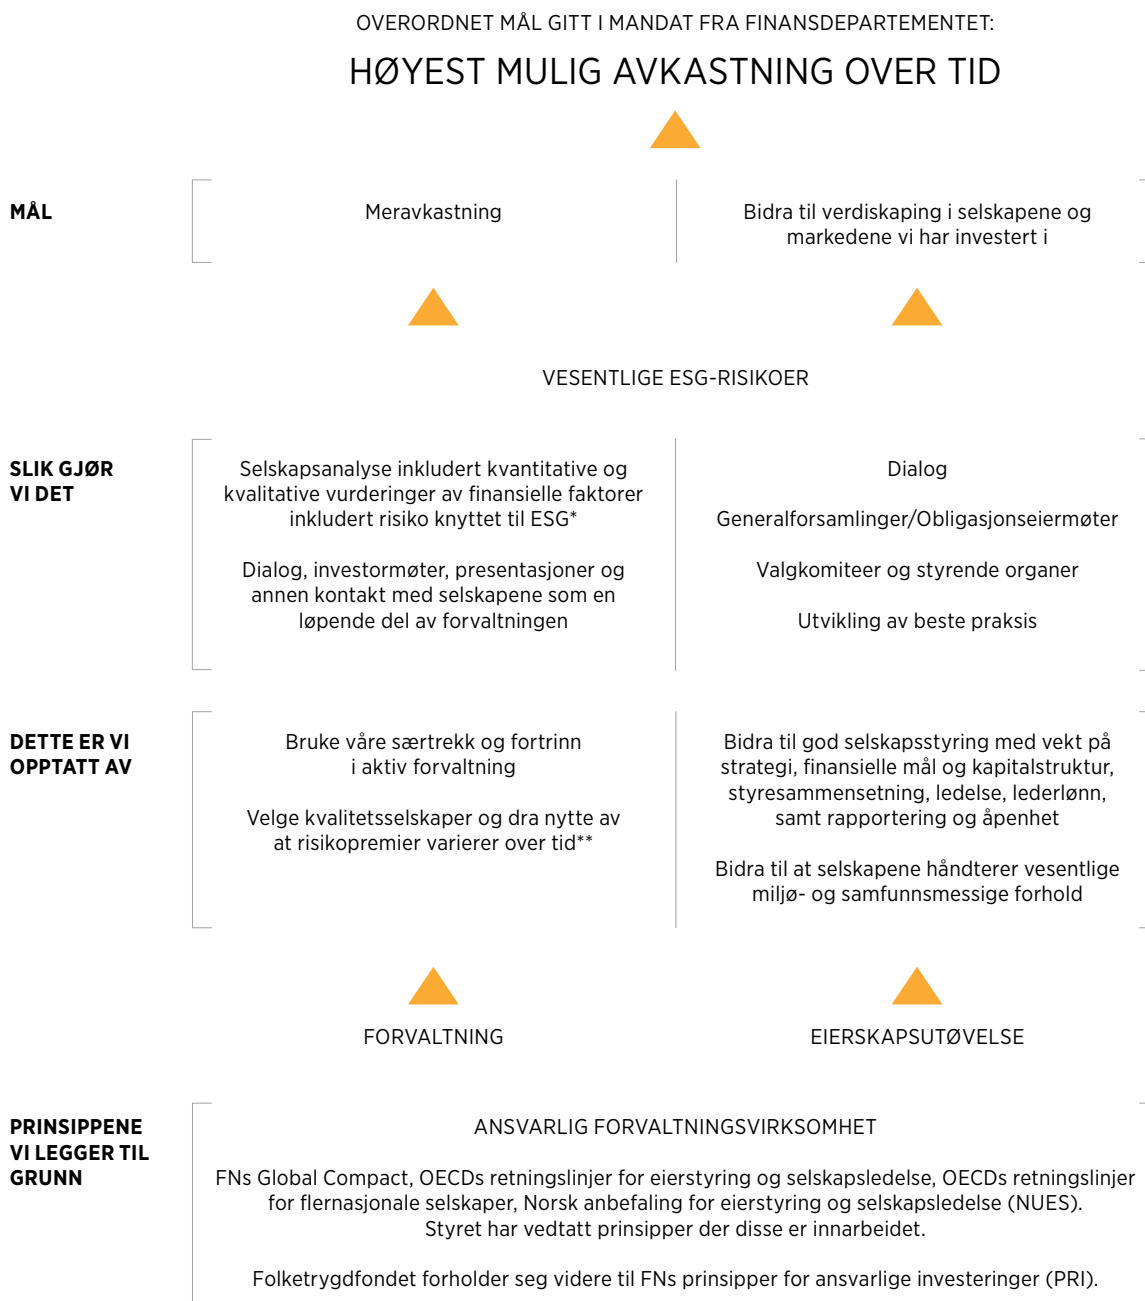 OVERORDNET MÅL GITT I MANDAT FRA FINANSDEPARTEMENTET:
HØYEST MULIG AVKASTNING OVER TID
MÅL
Meravkastning
Bidra til verdiskaping i selskapene og
markedene vi har investert i
VESENTLIGE ESG-RISIKOER
SLIK GJØR
VI DET
Selskapsanalyse inkludert kvantitative og
kvalitative vurderinger av finansielle faktorer
inkludert risiko knyttet til ESG*
Dialog, investormøter, presentasjoner og
annen kontakt med selskapene som en
løpende del av forvaltningen
Dialog
Generalforsamlinger/Obligasjonseiermøter
Valgkomiteer og styrende organer
Utvikling av beste praksis
DETTE ER VI
OPPTATT AV
Bruke våre særtrekk og fortrinn
i aktiv forvaltning
Velge kvalitetsselskaper og dra nytte av
at risikopremier varierer over tid**
Bidra til god selskapsstyring med vekt på
strategi, finansielle mål og kapitalstruktur,
styresammensetning, ledelse, lederlønn,
samt rapportering og åpenhet
Bidra til at selskapene håndterer vesentlige
miljø- og samfunnsmessige forhold
FORVALTNING
EIERSKAPSUTØVELSE
PRINSIPPENE
VI LEGGER TIL
GRUNN
ANSVARLIG FORVALTNINGSVIRKSOMHET
FNs Global Compact, OECDs retningslinjer for eierstyring og selskapsledelse, OECDs retningslinjer
for flernasjonale selskaper, Norsk anbefaling for eierstyring og selskapsledelse (NUES).
Styret har vedtatt prinsipper der disse er innarbeidet.
Folketrygdfondet forholder seg videre til FNs prinsipper for ansvarlige investeringer (PRI).